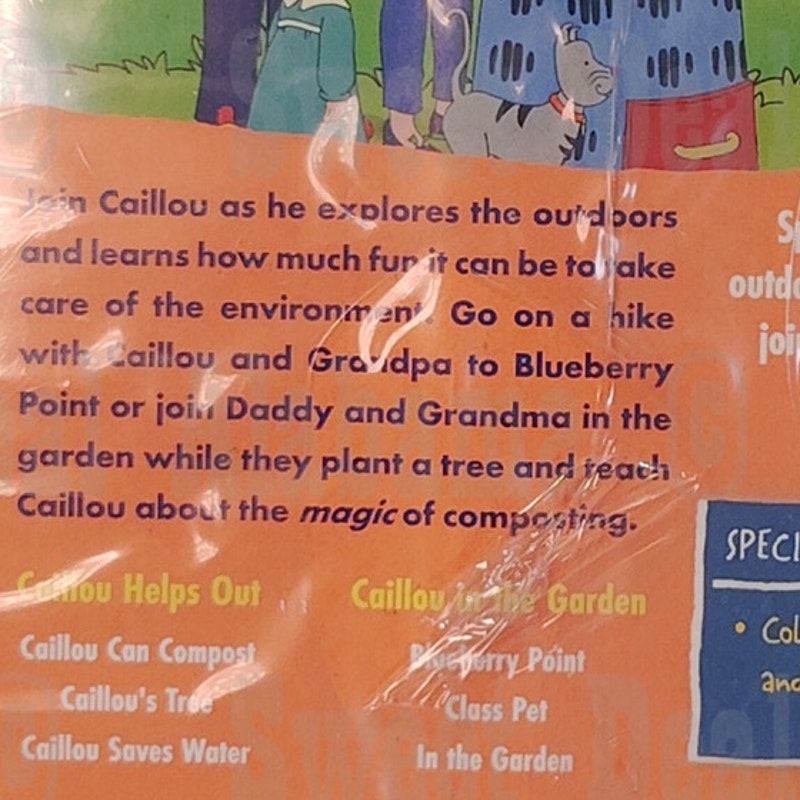 Join Caillou as he explores the outdoors
and learns how much fun it can be to take
care of the environment. Go on a hike
with Caillou and Grandpa to Blueberry
Point or join Daddy and Grandma in the
garden while they plant a tree and teach
Caillou about the magic of composting.
Caillou Helps Out
Caillou Can Compost
Caillou's Tree
Caillou Saves Water
Caillou in the Garden
Blueberry Point
Class Pet
In the Garden